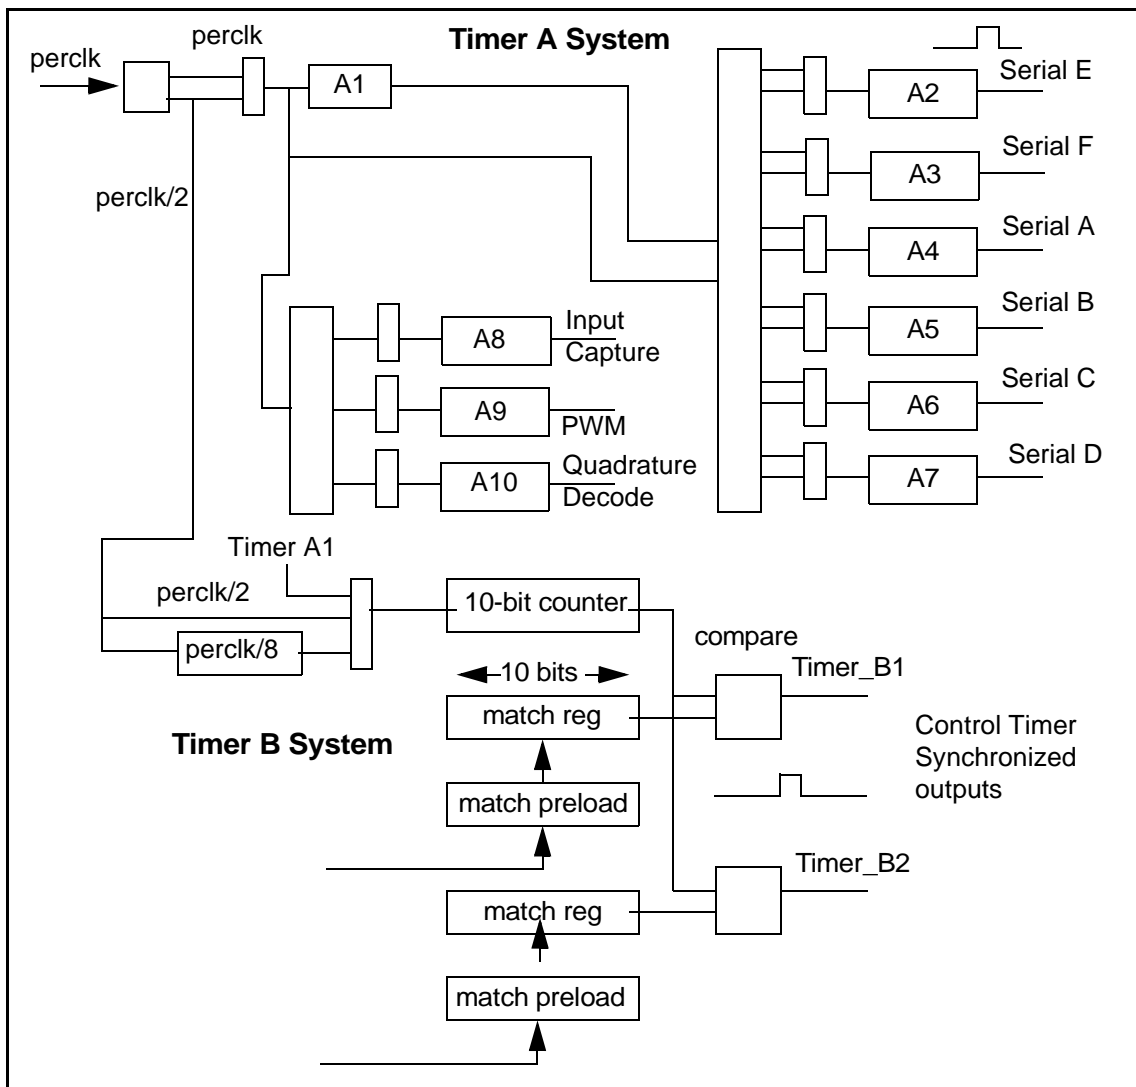 Timer A System
perclk
perclk
A1
A2
Serial E
A3
Serial F
perclk/2
A4
Serial A
A5
Serial B
A6
Serial C
A7
Serial D
A8
Input
Capture
A9
PWM
A10
Quadrature
Decode
Timer A1
perclk/2
perclk/8
10-bit counter
compare
10 bits
match reg
Timer_B1
Timer B System
Control Timer
Synchronized
outputs
match preload
Timer_B2
match reg
match preload